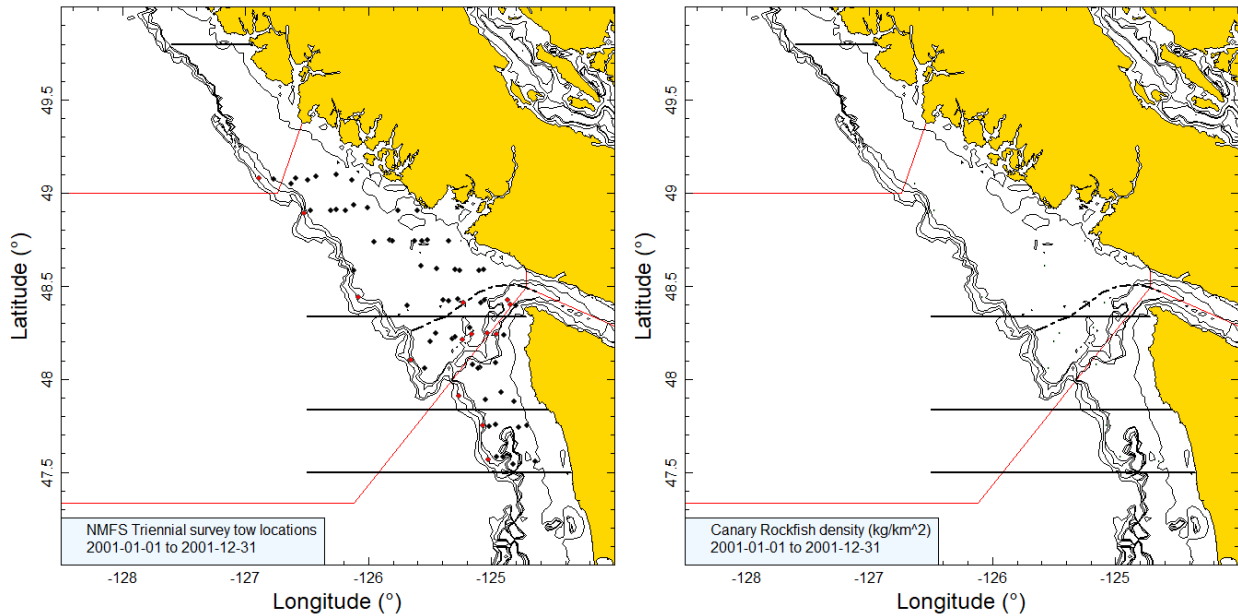 49.5
49
48.5
48
47.5
Latitude (°)
NMFS Triennial survey tow locations
2001-01-01 to 2001-12-31
-128
-127
-126
-125
Longitude (°)
49.5
49
48.5
48
47.5
Latitude (°)
Canary Rockfish density (kg/km^2)
2001-01-01 to 2001-12-31
-128
-127
-126
-125
Longitude (°)